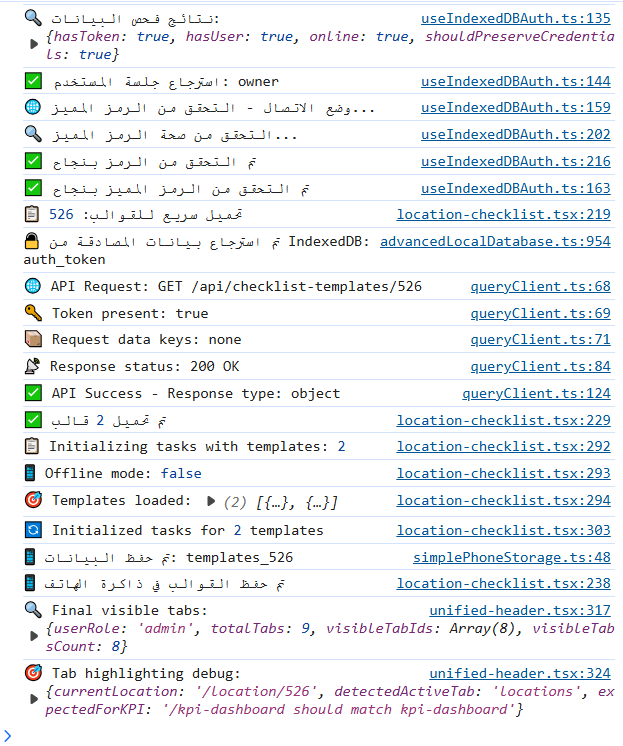 🔍 نتائج فحص البيانات: useIndexedDBAuth.ts:135
▶ {hasToken: true, hasUser: true, online: true, shouldPreserveCredentia
ls: true}
✅ استرجاع جلسة المستخدم: owner useIndexedDBAuth.ts:144
🌐 وضع الاتصال - التحقق من الرمز المميز... useIndexedDBAuth.ts:159
🔍 التحقق من صحة الرمز المميز... useIndexedDBAuth.ts:202
✅ تم التحقق من الرمز بنجاح useIndexedDBAuth.ts:216
✅ تم التحقق من الرمز المميز بنجاح useIndexedDBAuth.ts:163
📋 تحميل سريع للقوالب: 526 location-checklist.tsx:219
🔒 تم استرجاع بيانات المصادقة من IndexedDB: advancedLocalDatabase.ts:954
auth_token
🌐 API Request: GET /api/checklist-templates/526 queryClient.ts:68
🔑 Token present: true queryClient.ts:69
📦 Request data keys: none queryClient.ts:71
📡 Response status: 200 OK queryClient.ts:84
✅ API Success - Response type: object queryClient.ts:124
✅ تم تحميل 2 قالب location-checklist.tsx:229
📋 Initializing tasks with templates: 2 location-checklist.tsx:292
📱 Offline mode: false location-checklist.tsx:293
🎯 Templates loaded: ▶ (2) [{…}, {…}] location-checklist.tsx:294
🔄 Initialized tasks for 2 templates location-checklist.tsx:303
📱 تم حفظ البيانات: templates_526 simplePhoneStorage.ts:48
📱 تم حفظ القوالب في ذاكرة الهاتف location-checklist.tsx:238
🔍 Final visible tabs: unified-header.tsx:317
▶ {userRole: 'admin', totalTabs: 9, visibleTabIds: Array(8), visibleTab
sCount: 8}
🎯 Tab highlighting debug: unified-header.tsx:324
▶ {currentLocation: '/location/526', detectedActiveTab: 'locations', ex
pectedForKPI: '/kpi-dashboard should match kpi-dashboard'}